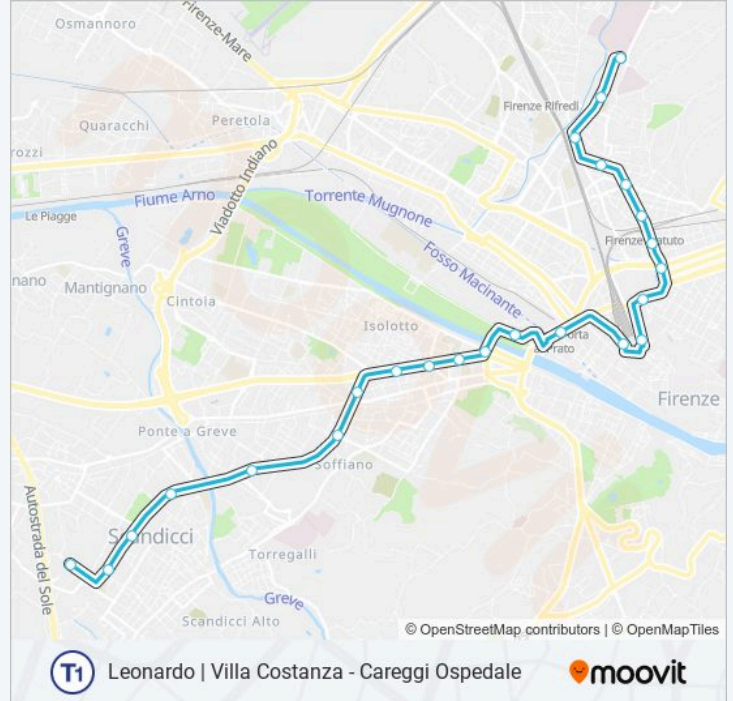 Osmannoro
Firenze-Mare
Quaracchi
Peretola
Firenze Rifredi
rozzi
Viadotto Indiano
Fiume Arno
Torrente Mugnone
Le Piagge
Greve
Fosso Macinante
Firenze Statuto
nano
Mantignano
Cintoia
Isolotto
Porta
al Prato
Firenze
Ponte a Greve
Soffiano
Autostrada del Sole
Scandicci
Torregalli
Greve
Scandicci Alto
© OpenStreetMap contributors | © OpenMapTiles
T1
Leonardo | Villa Costanza - Careggi Ospedale
moovit